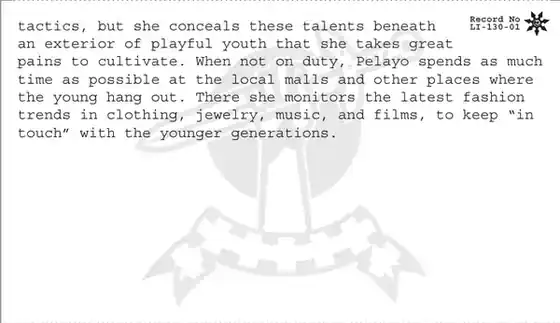 Record No
LI-130-01
tactics, but she conceals these talents beneath
an exterior of playful youth that she takes great
pains to cultivate. When not on duty, Pelayo spends as much
time as possible at the local malls and other places where
the young hang out. There she monitors the latest fashion
trends in clothing, jewelry, music, and films, to keep “in
touch” with the younger generations.